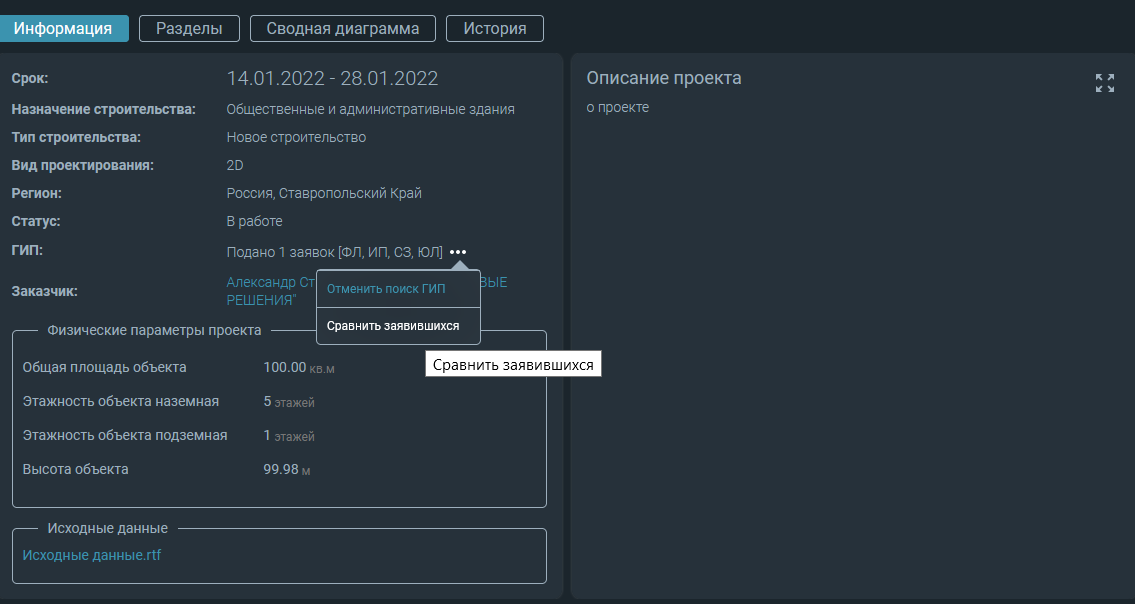 Информация Разделы Сводная диаграмма История
Срок: 14.01.2022 - 28.01.2022
Назначение строительства: Общественные и административные здания
Тип строительства: Новое строительство
Вид проектирования: 2D
Регион: Россия, Ставропольский Край
Статус: В работе
ГИП: Подано 1 заявок [ФЛ, ИП, СЗ, ЮЛ] •••
Заказчик: Александр Ст ВЫЕ
РЕШЕНИЯ"
Отменить поиск ГИП
Сравнить заявившихся
Сравнить заявившихся
Физические параметры проекта
Общая площадь объекта 100.00 кв.м
Этажность объекта наземная 5 этажей
Этажность объекта подземная 1 этажей
Высота объекта 99.98 м
Исходные данные
Исходные данные.rtf
Описание проекта
о проекте